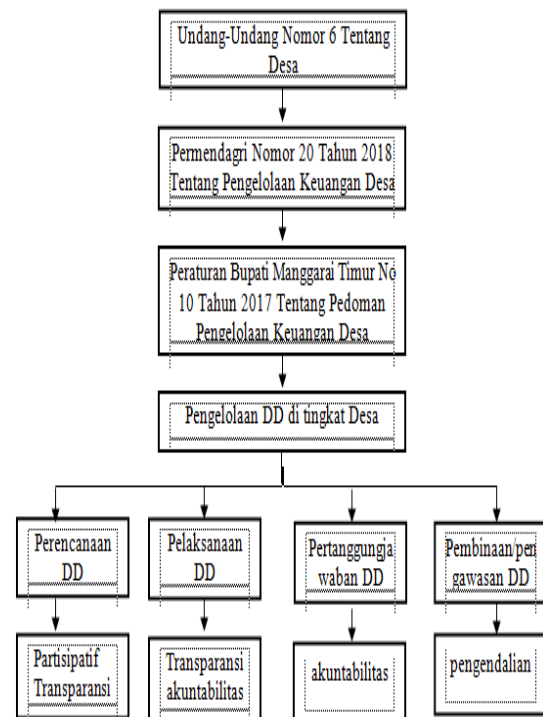 Undang-Undang Nomor 6 Tentang
Desa
Permendagri Nomor 20 Tahun 2018
Tentang Pengelolaan Keuangan Desa
Peraturan Bupati Manggarai Timur No
10 Tahun 2017 Tentang Pedoman
Pengelolaan Keuangan Desa
Pengelolaan DD di tingkat Desa
Perencanaan
DD
Pelaksanaan
DD
Pertanggungja
waban DD
Pembinaan/pen
gawasan DD
Partisipatif
Transparansi
Transparansi
akuntabilitas
akuntabilitas
pengendalian